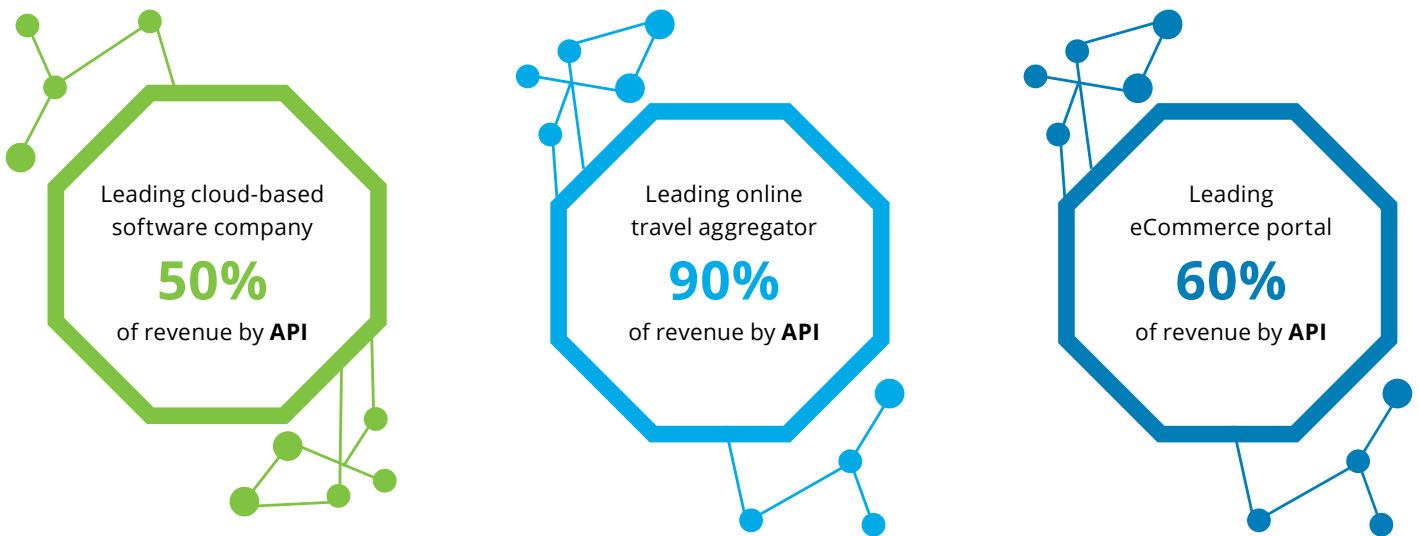 Leading cloud-based
software company
50%
of revenue by API
Leading online
travel aggregator
90%
of revenue by API
Leading
eCommerce portal
60%
of revenue by API